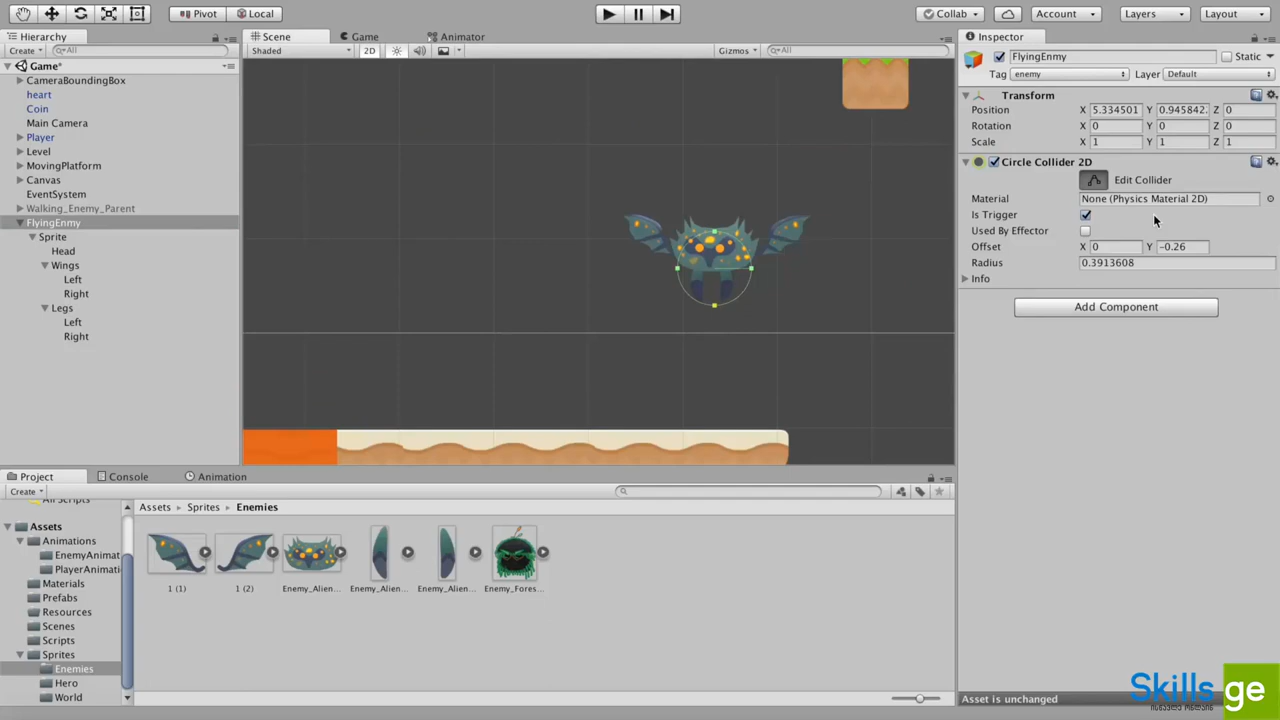 Pivot
Local
Collab
Account
Layers
Layout
Hierarchy
Create
All
Game*
CameraBoundingBox
heart
Coin
Main Camera
Player
Level
MovingPlatform
Canvas
EventSystem
Walking_Enemy_Parent
FlyingEnmy
Sprite
Head
Wings
Left
Right
Legs
Left
Right
Scene
Game
Animator
Shaded
2D
Gizmos
All
Inspector
FlyingEnmy
Static
Tag enemy
Layer Default
Transform
Position X 5.334501 Y 0.945842. Z 0
Rotation X 0 Y 0 Z 0
Scale X 1 Y 1 Z 1
Circle Collider 2D
Edit Collider
Material None (Physics Material 2D)
Is Trigger
Used By Effector
Offset X 0 Y -0.26
Radius 0.3913608
Info
Add Component
Project
Console
Animation
Create
All Scripts
Assets
Animations
EnemyAnimat
PlayerAnimati
Materials
Prefabs
Resources
Scenes
Scripts
Sprites
Enemies
Hero
World
Assets
Sprites
Enemies
1 (1)
1 (2)
Enemy_Alien...
Enemy_Alien...
Enemy_Alien...
Enemy_Fores...
Asset is unchanged
Skills ge
ისწავლე ონლაინ